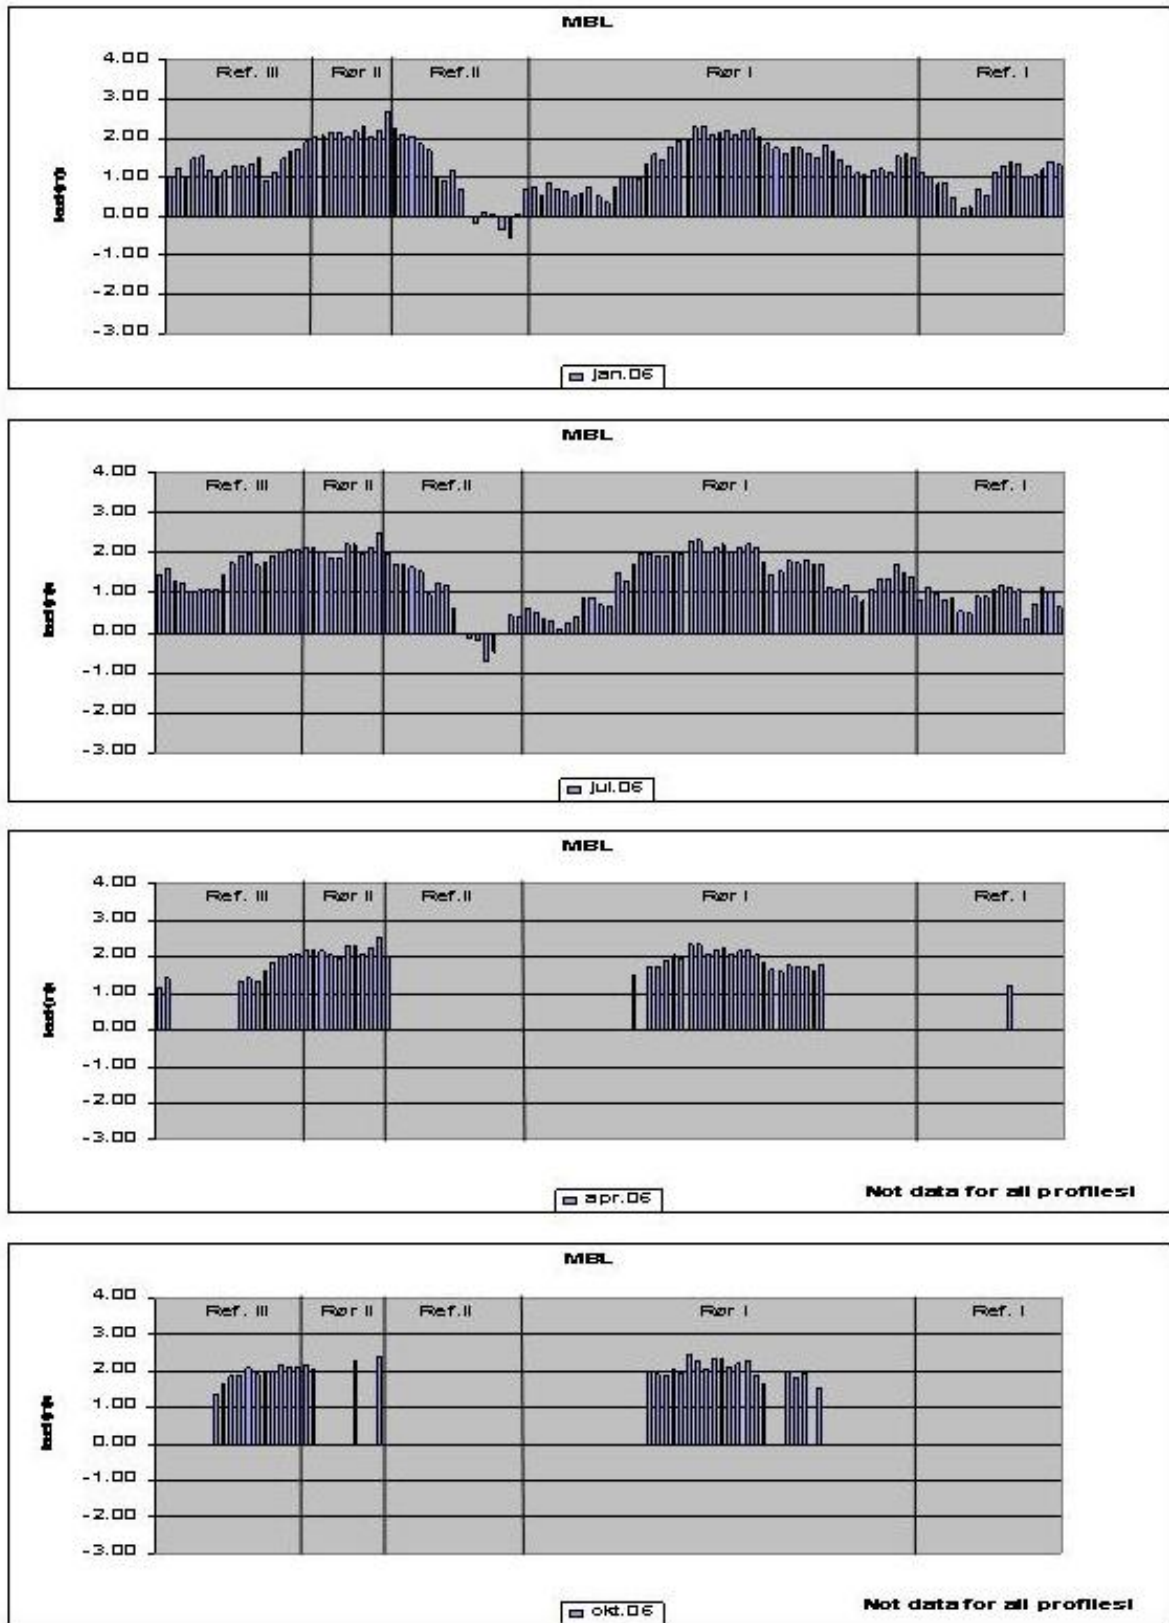 MBL
Ref. III Rør II Ref.II Rør I Ref. I
4.00
3.00
2.00
1.00
0.00
-1.00
-2.00
-3.00
jan.06
MBL
Ref. III Rør II Ref.II Rør I Ref. I
4.00
3.00
2.00
1.00
0.00
-1.00
-2.00
-3.00
jul.06
MBL
Ref. III Rør II Ref.II Rør I Ref. I
4.00
3.00
2.00
1.00
0.00
-1.00
-2.00
-3.00
apr.06
Not data for all profiles!
MBL
Ref. III Rør II Ref.II Rør I Ref. I
4.00
3.00
2.00
1.00
0.00
-1.00
-2.00
-3.00
okt.06
Not data for all profiles!